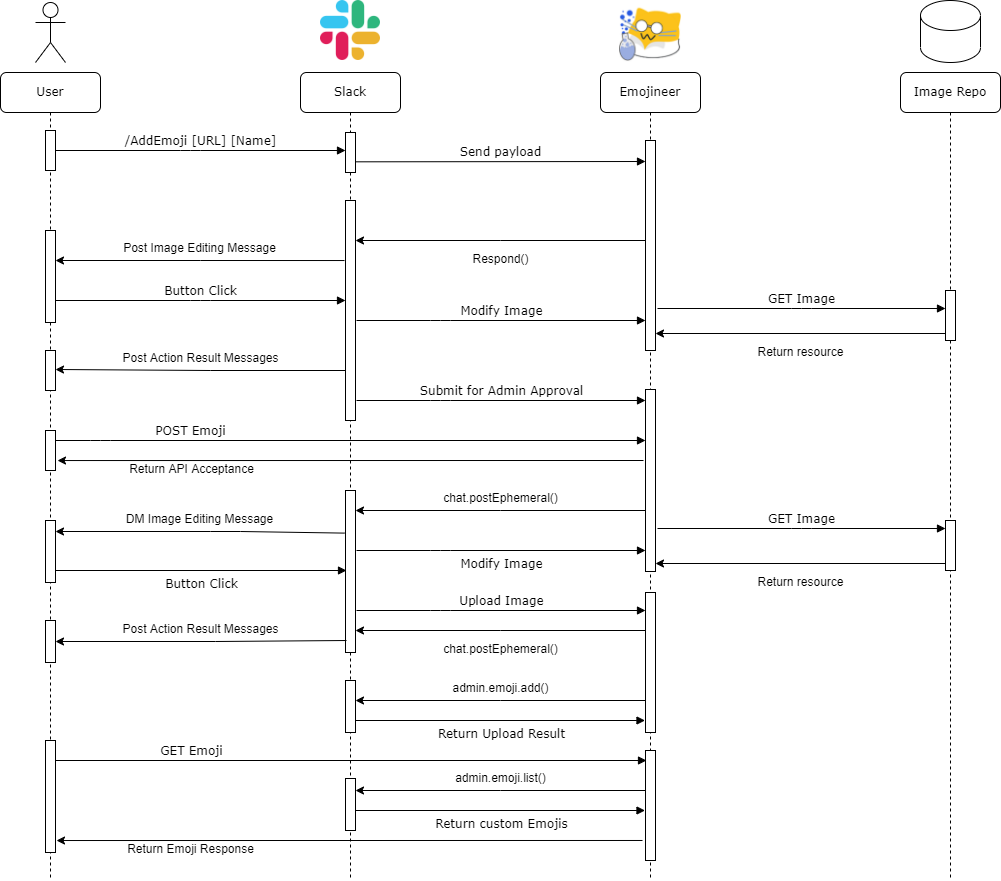 User
Slack
Emojineer
Image Repo
/AddEmoji [URL] [Name]
Send payload
Post Image Editing Message
Respond()
Button Click
GET Image
Modify Image
Return resource
Post Action Result Messages
Submit for Admin Approval
POST Emoji
Return API Acceptance
chat.postEphemeral()
DM Image Editing Message
GET Image
Modify Image
Button Click
Return resource
Upload Image
Post Action Result Messages
chat.postEphemeral()
admin.emoji.add()
Return Upload Result
GET Emoji
admin.emoji.list()
Return custom Emojis
Return Emoji Response